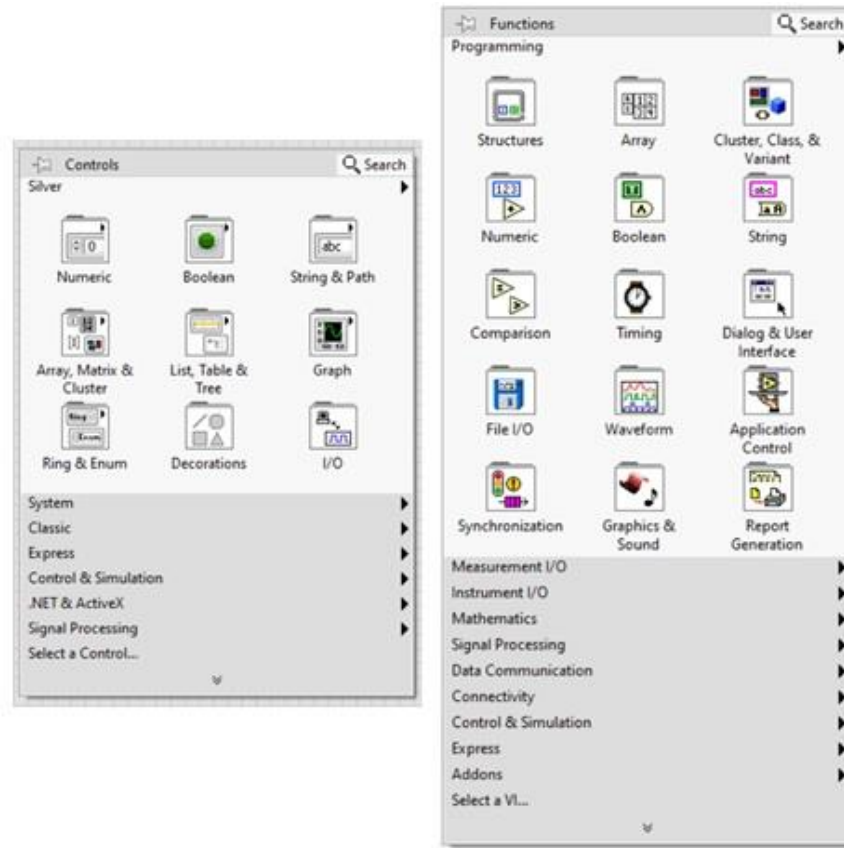 Controls
Search
Silver
Numeric
Boolean
String & Path
Array, Matrix &
Cluster
List, Table &
Tree
Graph
Ring & Enum
Decorations
I/O
System
Classic
Express
Control & Simulation
.NET & ActiveX
Signal Processing
Select a Control...
Functions
Search
Programming
Structures
Array
Cluster, Class, &
Variant
Numeric
Boolean
String
Comparison
Timing
Dialog & User
Interface
File I/O
Waveform
Application
Control
Synchronization
Graphics &
Sound
Report
Generation
Measurement I/O
Instrument I/O
Mathematics
Signal Processing
Data Communication
Connectivity
Control & Simulation
Express
Addons
Select a VI...